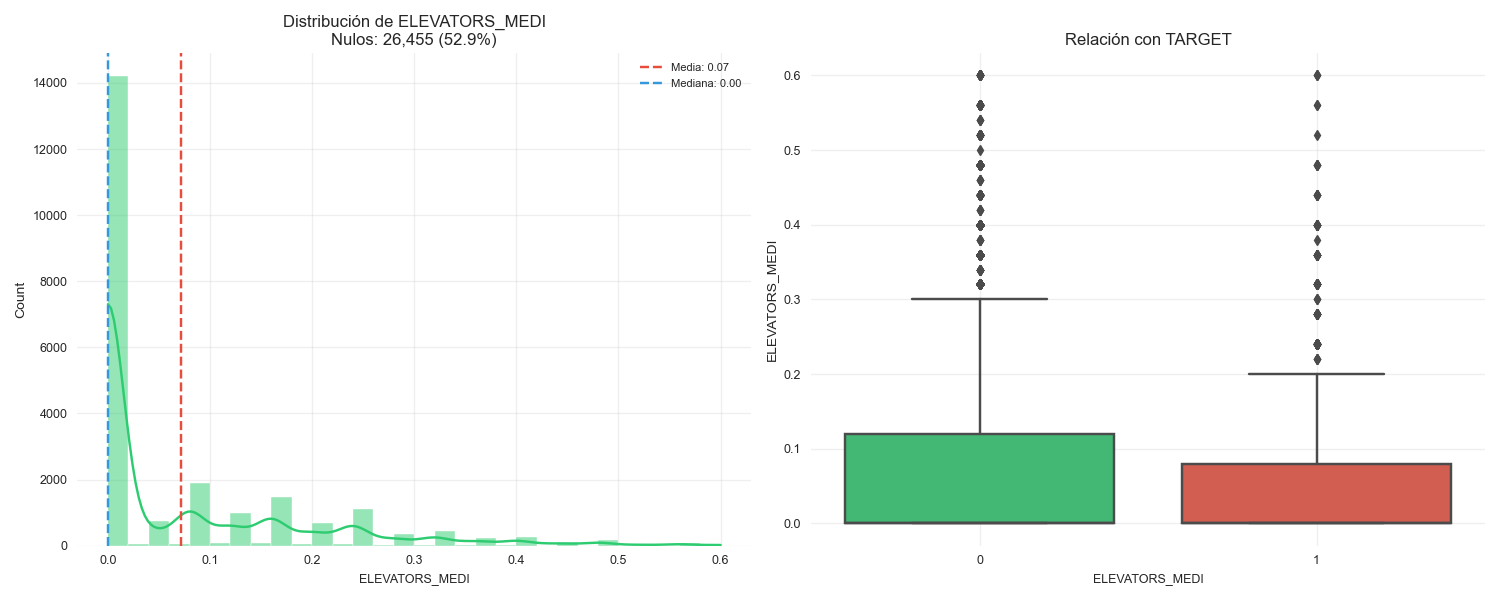 Distribución de ELEVATORS_MEDI
Nulos: 26,455 (52.9%)
Media: 0.07
Mediana: 0.00
14000
12000
10000
8000
6000
4000
2000
0
Count
0.0 0.1 0.2 0.3 0.4 0.5 0.6
ELEVATORS_MEDI
Relación con TARGET
0.6
0.5
0.4
0.3
0.2
0.1
0.0
ELEVATORS_MEDI
0 1
ELEVATORS_MEDI